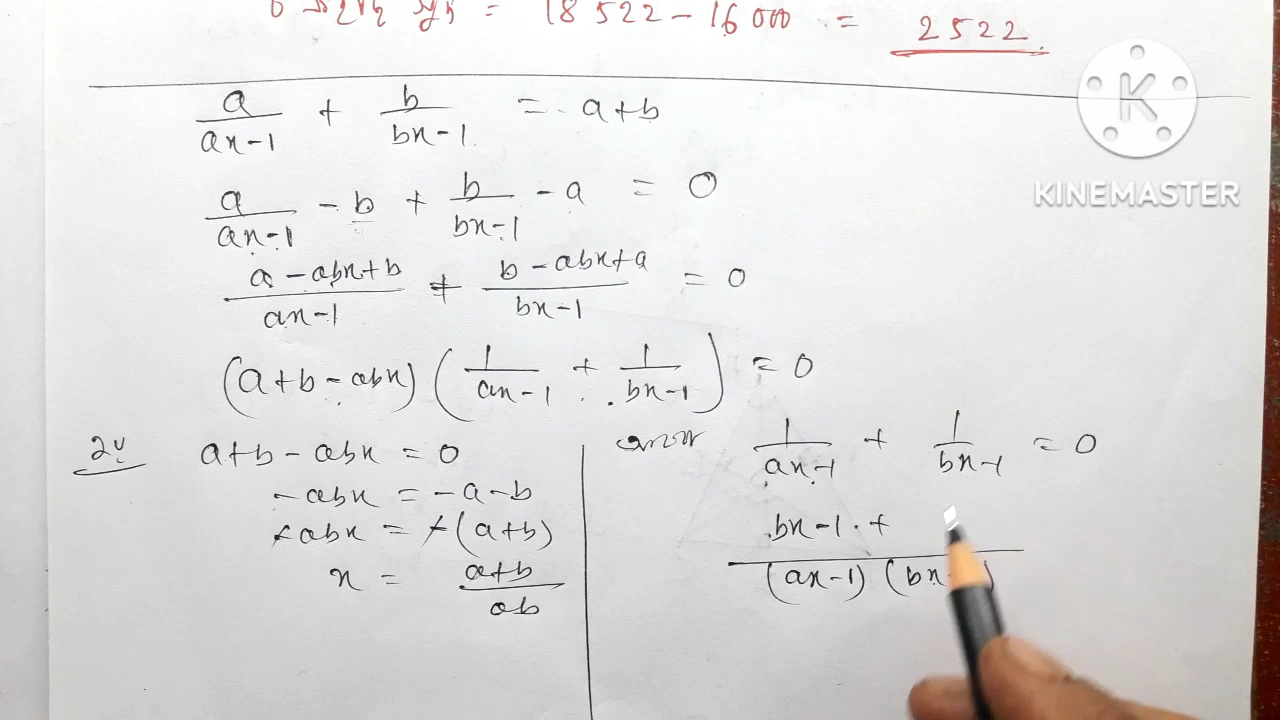 = 18522 - 16000 = 2522
K
KINEMASTER
a/(ax-1) + b/(bx-1) = a+b
a/(ax-1) - b + b/(bx-1) - a = 0
(a-abx+b)/(ax-1) + (b-abx+a)/(bx-1) = 0
(a+b-abx) (1/(ax-1) + 1/(bx-1)) = 0
a+b-abx = 0
-abx = -a-b
-abx = -(a+b)
x = (a+b)/ab
1/(ax-1) + 1/(bx-1) = 0
bx-1 +
(ax-1) (bx